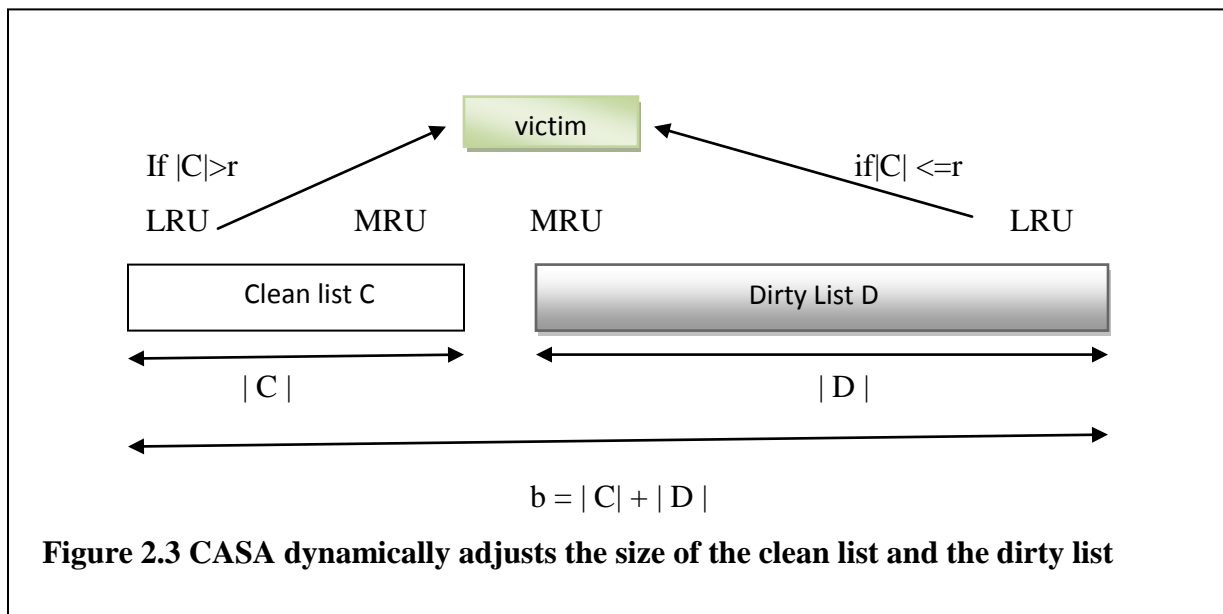 victim
If |C|>r
if|C| <=r
LRU MRU MRU LRU
Clean list C
Dirty List D
| C |
| D |
b = | C| + | D |
Figure 2.3 CASA dynamically adjusts the size of the clean list and the dirty list